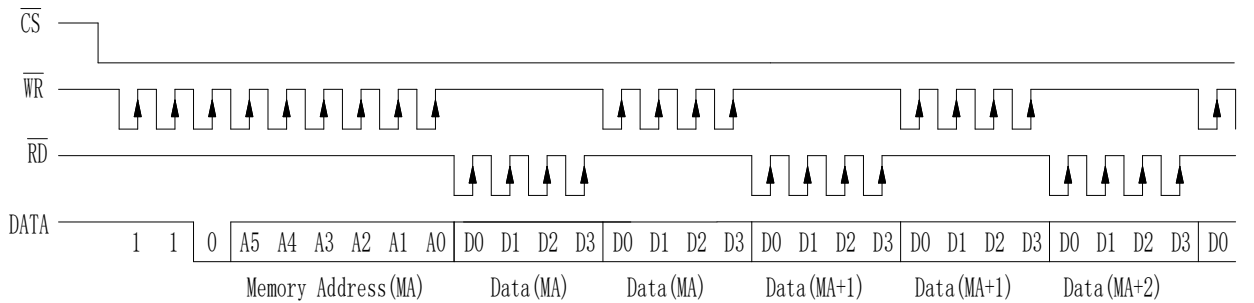 CS
WR
RD
DATA 1 1 0 A5 A4 A3 A2 A1 A0 D0 D1 D2 D3 D0 D1 D2 D3 D0 D1 D2 D3 D0 D1 D2 D3 D0 D1 D2 D3 D0
Memory Address(MA) Data(MA) Data(MA) Data(MA+1) Data(MA+1) Data(MA+2)